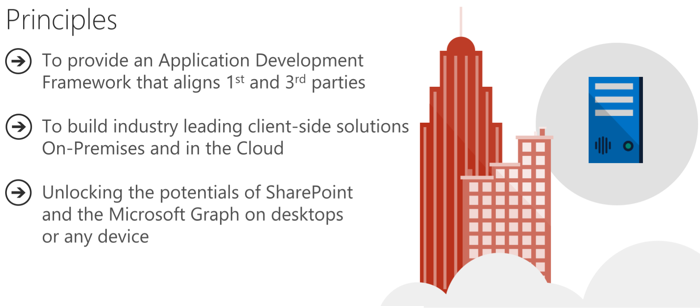 Principles
To provide an Application Development
Framework that aligns 1st and 3rd parties
To build industry leading client-side solutions
On-Premises and in the Cloud
Unlocking the potentials of SharePoint
and the Microsoft Graph on desktops
or any device